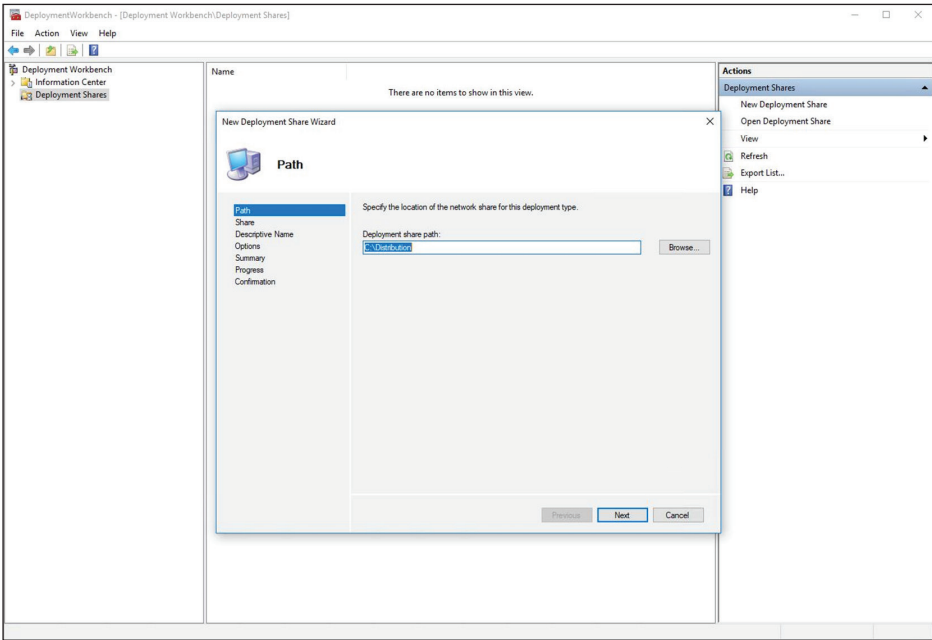 DeploymentWorkbench - [Deployment Workbench\Deployment Shares]
File Action View Help
Deployment Workbench
Information Center
Deployment Shares
Name
There are no items to show in this view.
New Deployment Share Wizard
Path
Path
Share
Descriptive Name
Options
Summary
Progress
Confirmation
Specify the location of the network share for this deployment type.
Deployment share path:
C:\Distribution
Browse...
Previous Next Cancel
Actions
Deployment Shares
New Deployment Share
Open Deployment Share
View
Refresh
Export List...
Help